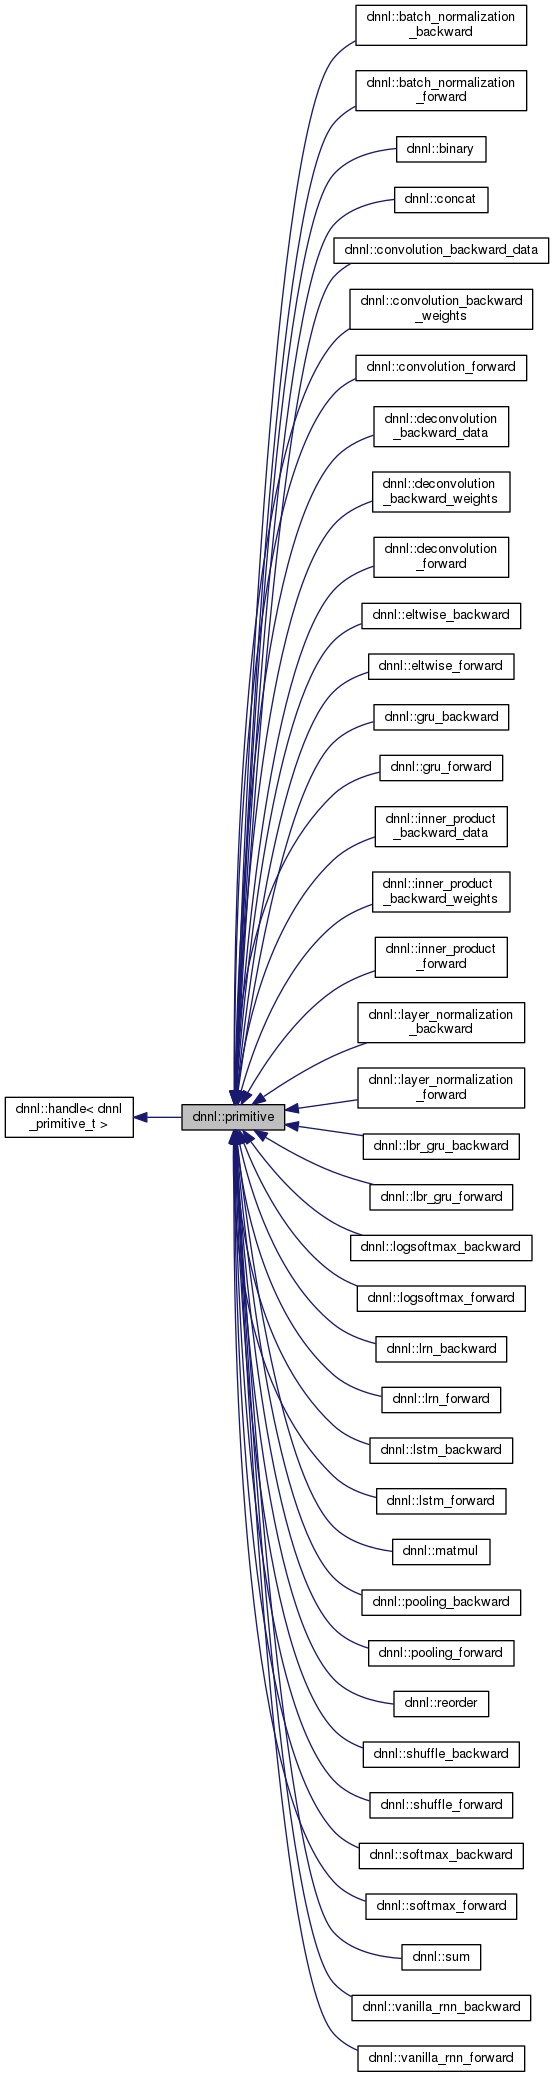 dnnl::batch_normalization
_backward
dnnl::batch_normalization
_forward
dnnl::binary
dnnl::concat
dnnl::convolution_backward_data
dnnl::convolution_backward
_weights
dnnl::convolution_forward
dnnl::deconvolution
_backward_data
dnnl::deconvolution
_backward_weights
dnnl::deconvolution
_forward
dnnl::eltwise_backward
dnnl::eltwise_forward
dnnl::gru_backward
dnnl::gru_forward
dnnl::inner_product
_backward_data
dnnl::inner_product
_backward_weights
dnnl::inner_product
_forward
dnnl::layer_normalization
_backward
dnnl::layer_normalization
_forward
dnnl::handle< dnnl
_primitive_t >
dnnl::primitive
dnnl::lbr_gru_backward
dnnl::lbr_gru_forward
dnnl::logsoftmax_backward
dnnl::logsoftmax_forward
dnnl::lrn_backward
dnnl::lrn_forward
dnnl::lstm_backward
dnnl::lstm_forward
dnnl::matmul
dnnl::pooling_backward
dnnl::pooling_forward
dnnl::reorder
dnnl::shuffle_backward
dnnl::shuffle_forward
dnnl::softmax_backward
dnnl::softmax_forward
dnnl::sum
dnnl::vanilla_rnn_backward
dnnl::vanilla_rnn_forward